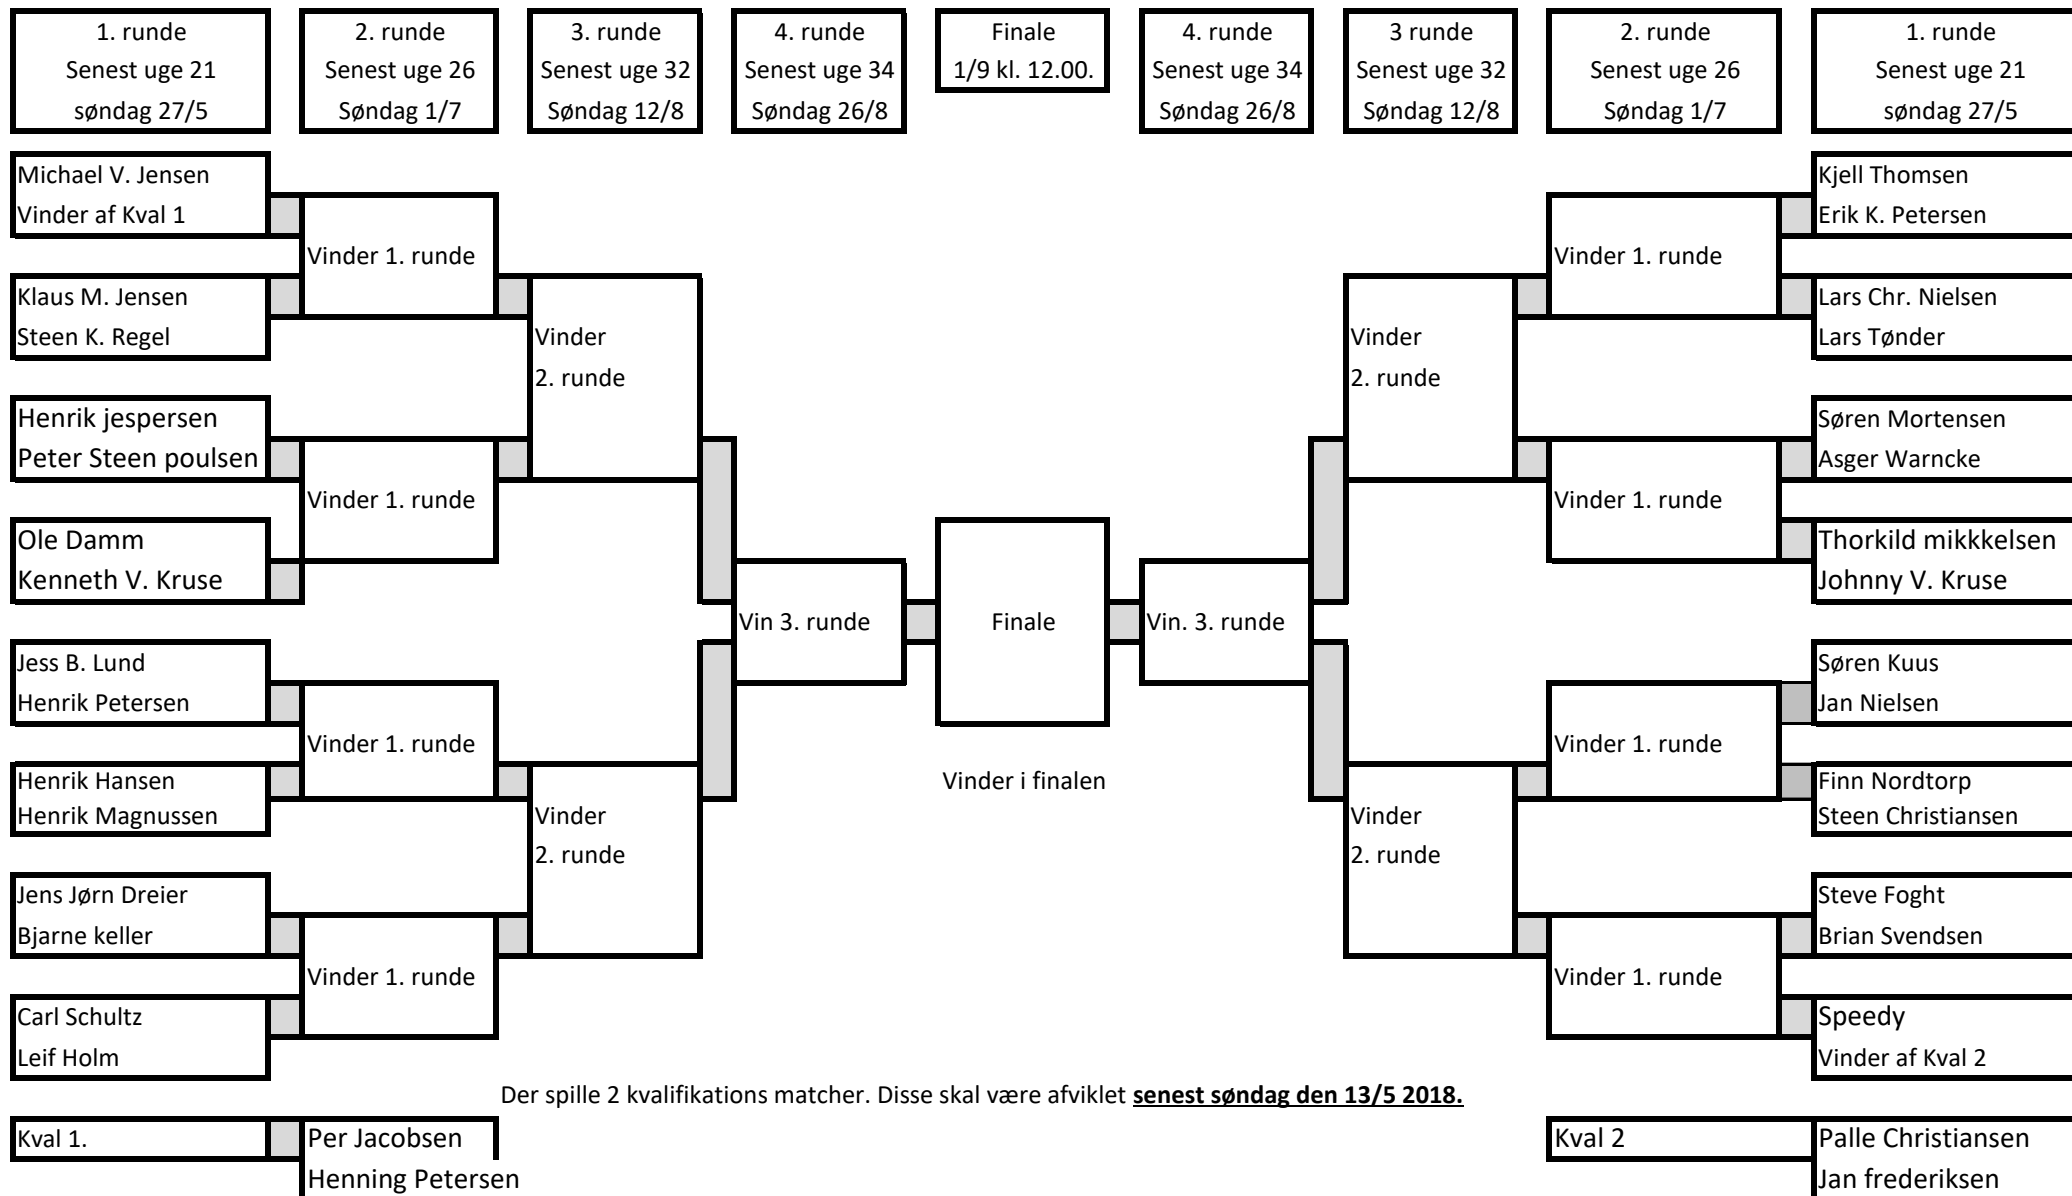 1. runde
Senest uge 21
søndag 27/5
2. runde
Senest uge 26
Søndag 1/7
3. runde
Senest uge 32
Søndag 12/8
4. runde
Senest uge 34
Søndag 26/8
Finale
1/9 kl. 12.00.
4. runde
Senest uge 34
Søndag 26/8
3 runde
Senest uge 32
Søndag 12/8
2. runde
Senest uge 26
Søndag 1/7
1. runde
Senest uge 21
søndag 27/5
Michael V. Jensen
Vinder af Kval 1
Klaus M. Jensen
Steen K. Regel
Henrik jespersen
Peter Steen poulsen
Ole Damm
Kenneth V. Kruse
Jess B. Lund
Henrik Petersen
Henrik Hansen
Henrik Magnussen
Jens Jørn Dreier
Bjarne keller
Carl Schultz
Leif Holm
Vinder 1. runde
Vinder 1. runde
Vinder 1. runde
Vinder 1. runde
Vinder
2. runde
Vinder
2. runde
Vin 3. runde
Finale
Vinder i finalen
Vin. 3. runde
Vinder
2. runde
Vinder
2. runde
Vinder 1. runde
Vinder 1. runde
Vinder 1. runde
Vinder 1. runde
Kjell Thomsen
Erik K. Petersen
Lars Chr. Nielsen
Lars Tønder
Søren Mortensen
Asger Warncke
Thorkild mikkkelsen
Johnny V. Kruse
Søren Kuus
Jan Nielsen
Finn Nordtorp
Steen Christiansen
Steve Foght
Brian Svendsen
Speedy
Vinder af Kval 2
Der spille 2 kvalifikations matcher. Disse skal være afviklet senest søndag den 13/5 2018.
Kval 1.
Per Jacobsen
Henning Petersen
Kval 2
Palle Christiansen
Jan frederiksen